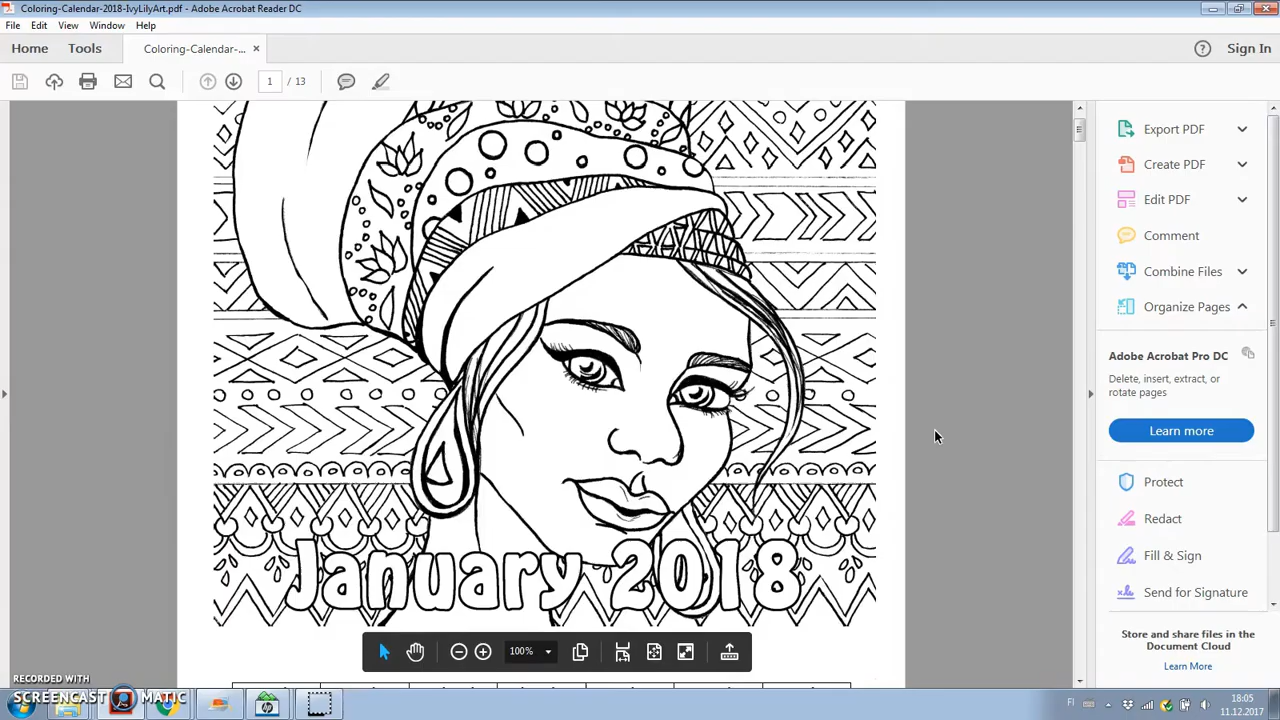 Coloring-Calendar-2018-IvyLilyArt.pdf - Adobe Acrobat Reader DC
File Edit View Window Help
Home Tools Coloring-Calendar-... × Sign In
1 / 13
Export PDF
Create PDF
Edit PDF
Comment
Combine Files
Organize Pages
Adobe Acrobat Pro DC
Delete, insert, extract, or
rotate pages
Learn more
Protect
Redact
Fill & Sign
Send for Signature
Store and share files in the
Document Cloud
Learn More
January 2018
100%
RECORDED WITH
SCREENCAST MATIC
FI
18:05
11.12.2017